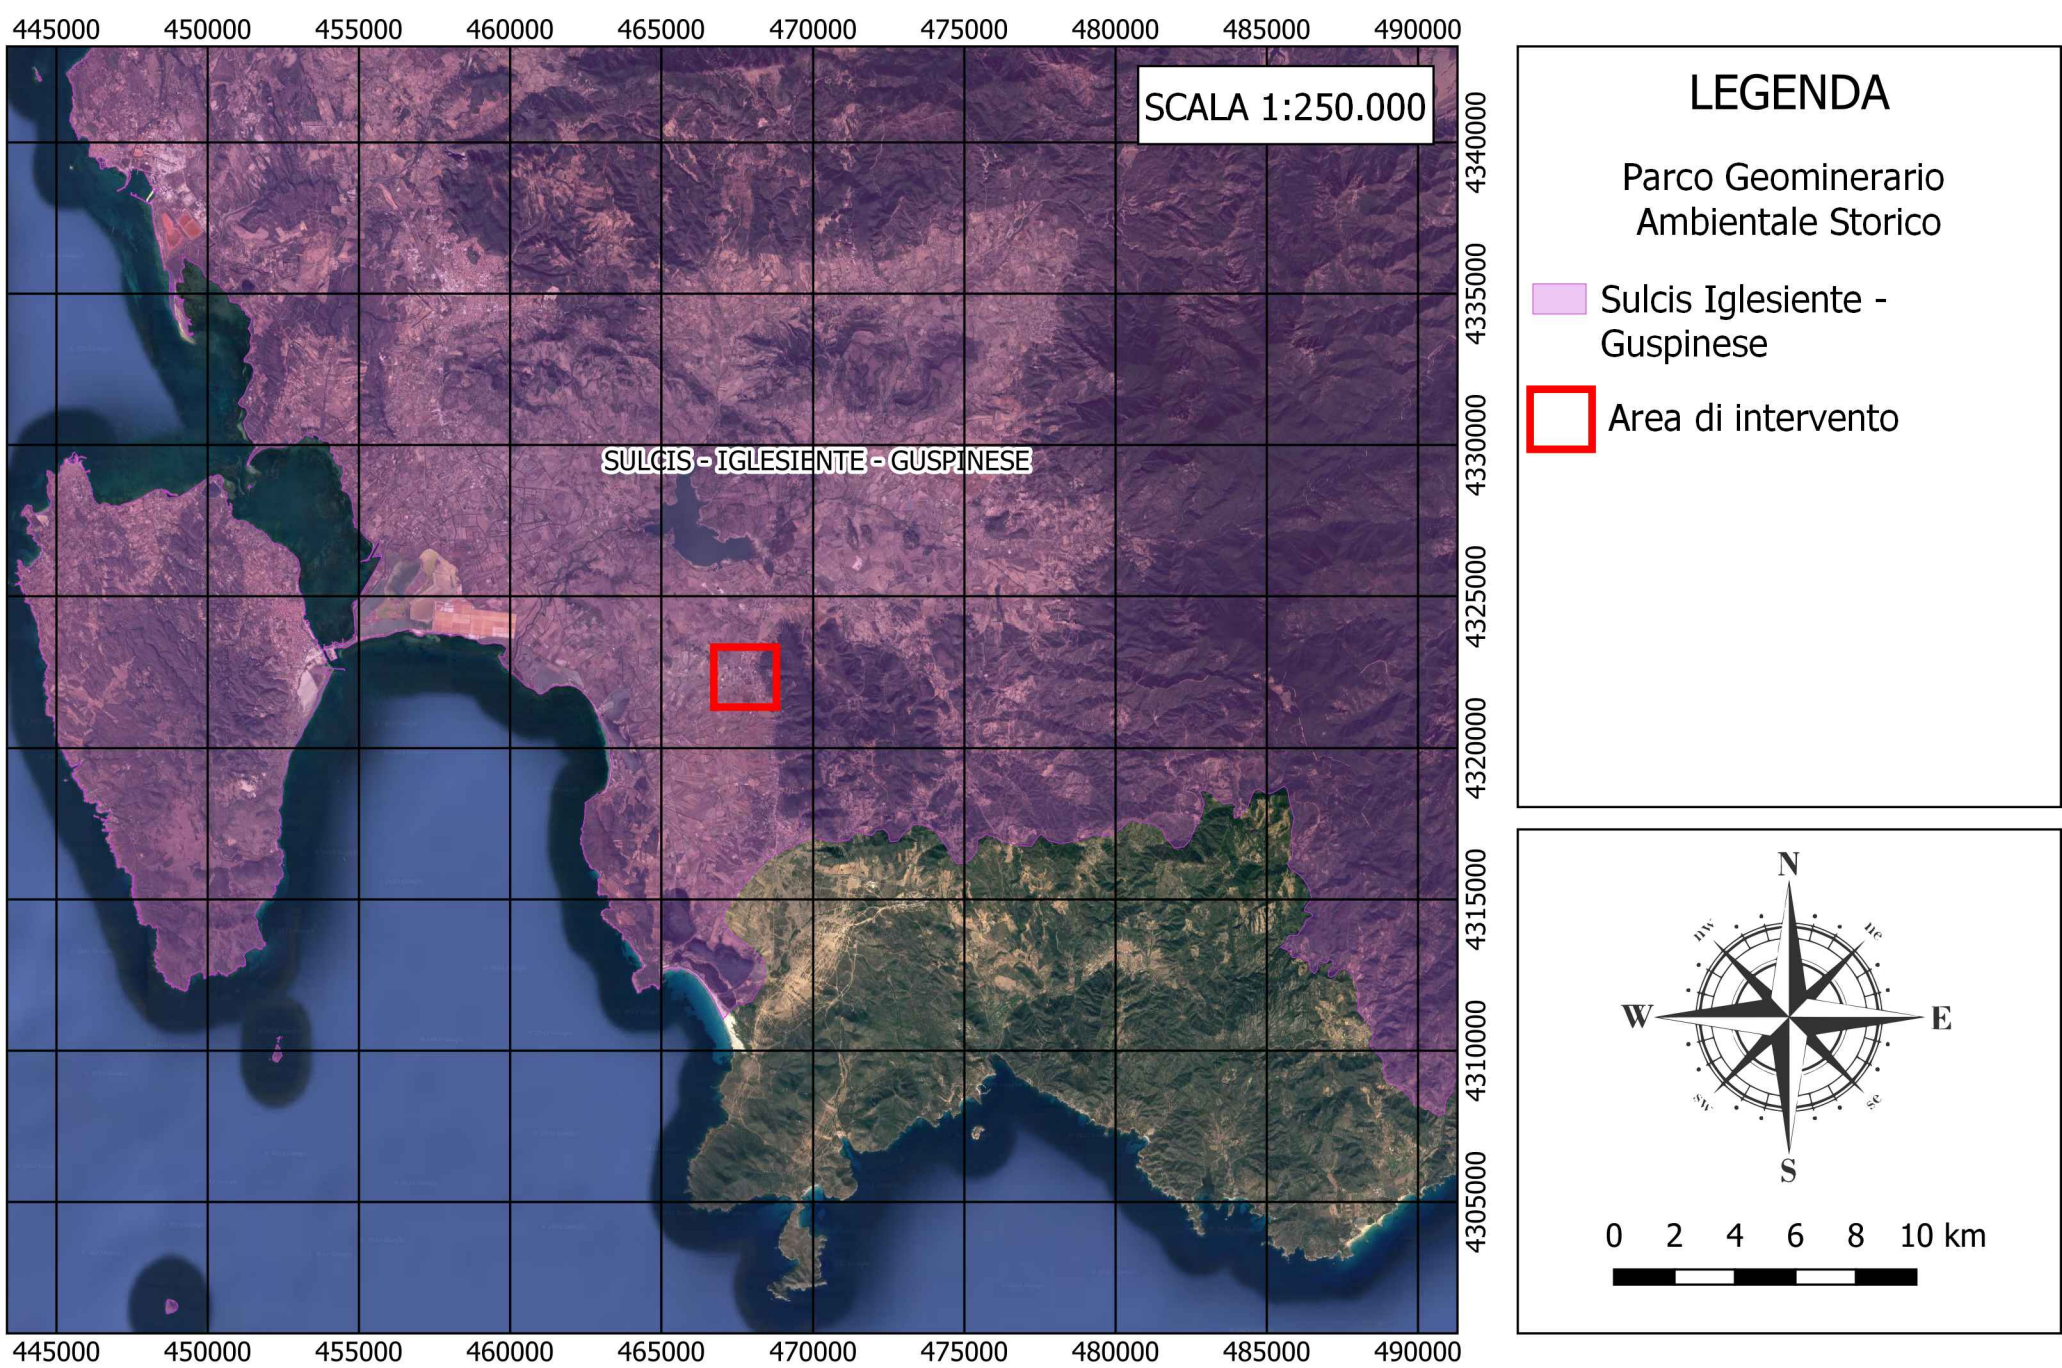 445000 450000 455000 460000 465000 470000 475000 480000 485000 490000
SCALA 1:250.000
4340000
4335000
4330000
4325000
4320000
4315000
4310000
4305000
SULCIS - IGLESIENTE - GUSPINESE
445000 450000 455000 460000 465000 470000 475000 480000 485000 490000
LEGENDA
Parco Geominerario
Ambientale Storico
Sulcis Iglesiente -
Guspinese
Area di intervento
N
nw
ne
W
E
sw
se
S
0 2 4 6 8 10 km